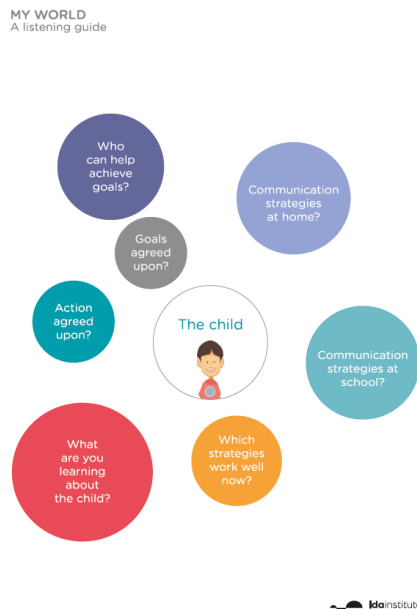 MY WORLD
A listening guide
Who
can help
achieve
goals?
Communication
strategies
at home?
Goals
agreed
upon?
Action
agreed
upon?
The child
Communication
strategies at
school?
What
are you
learning
about
the child?
Which
strategies
work well
now?
idainstitute